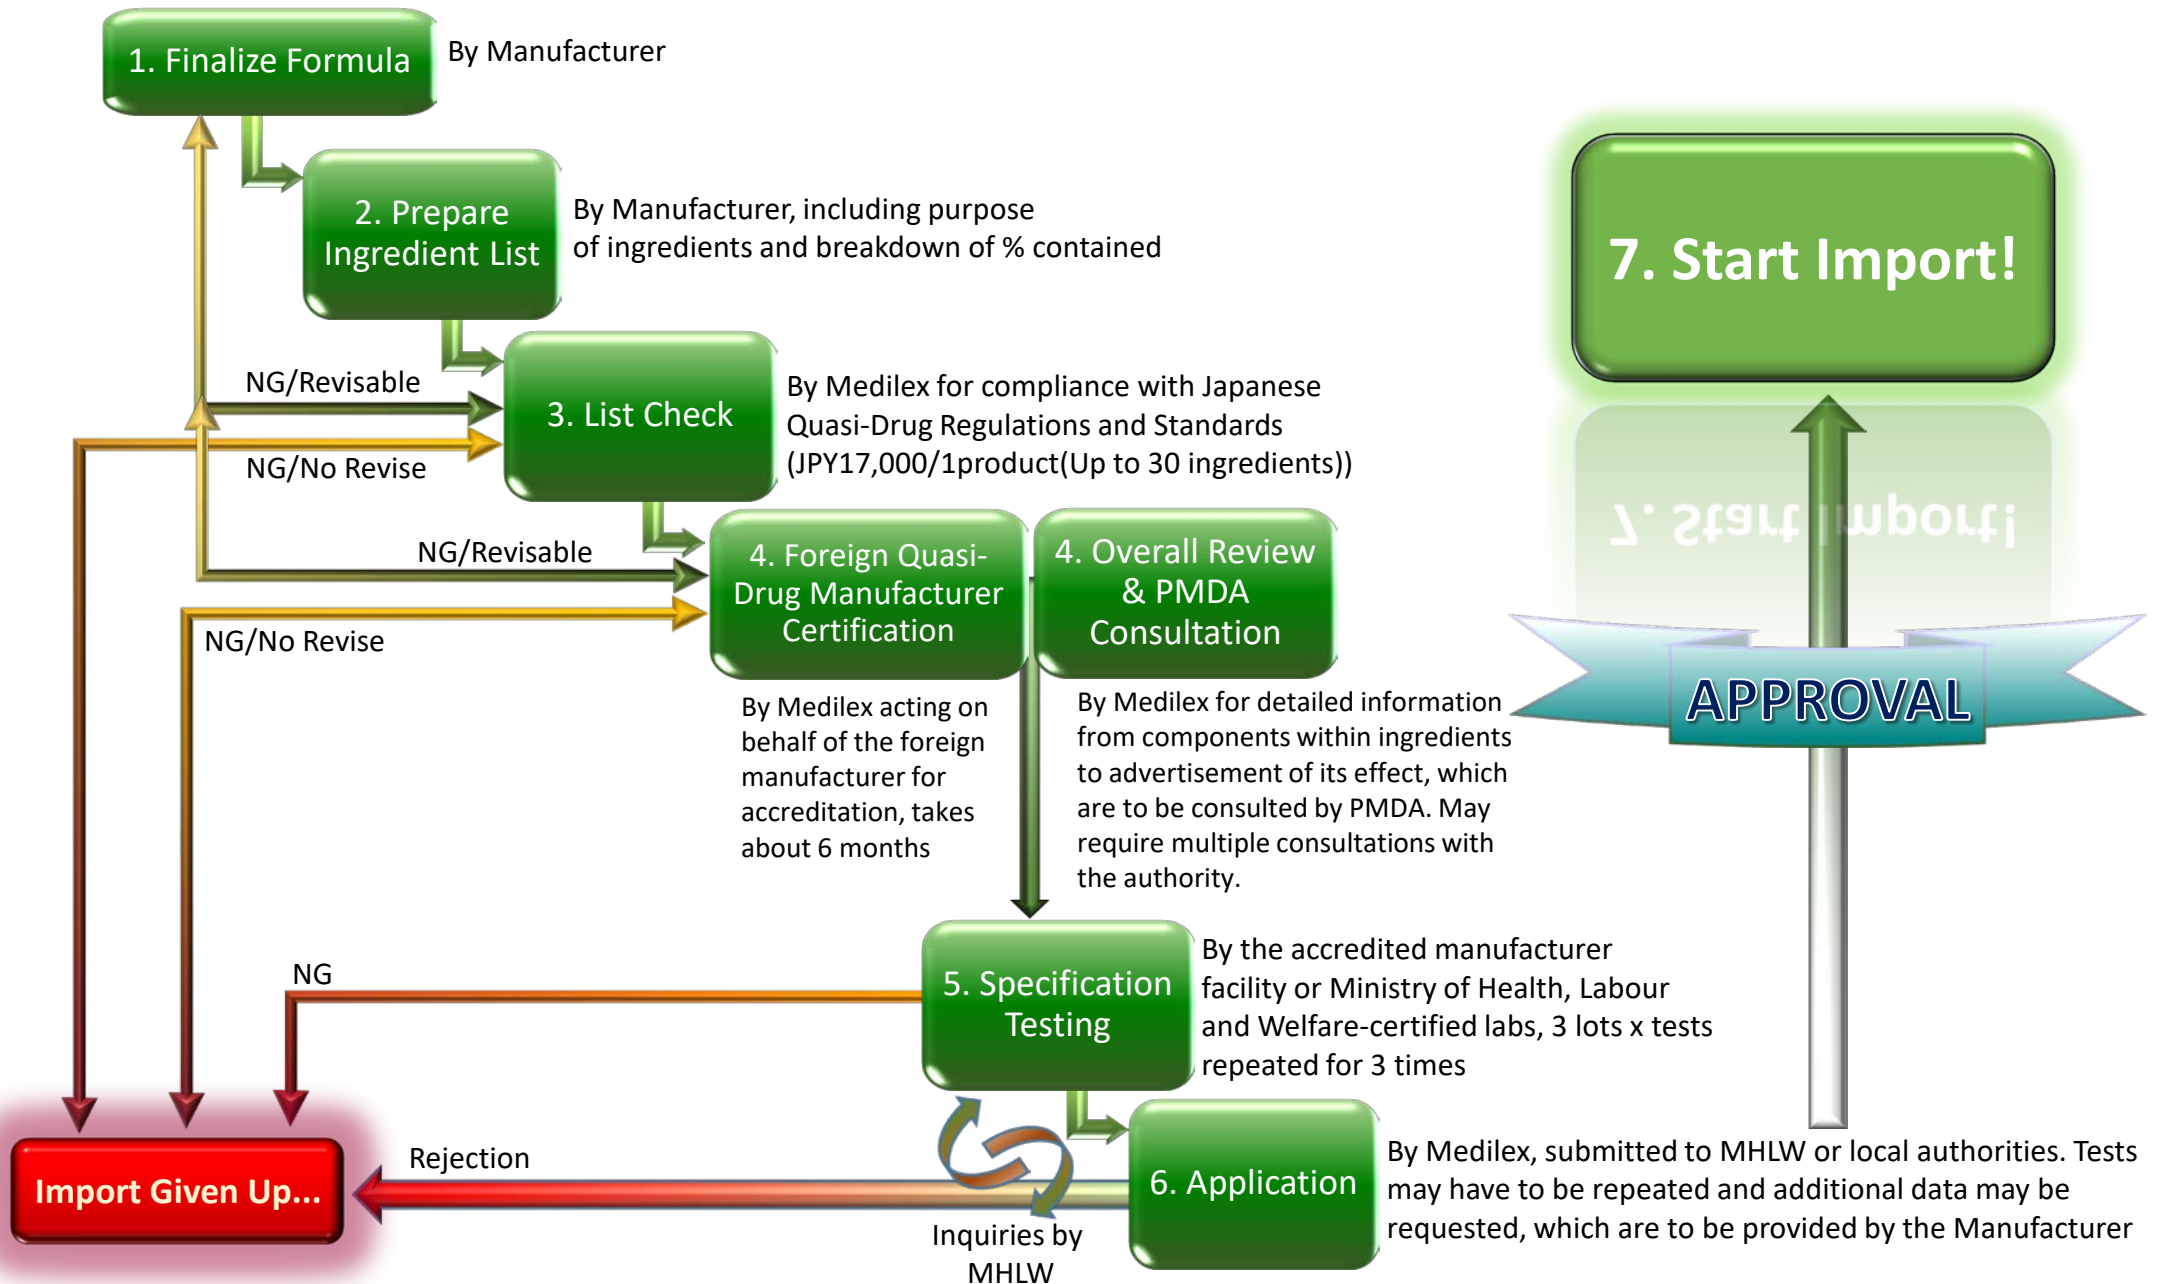 1. Finalize Formula
By Manufacturer
2. Prepare
Ingredient List
By Manufacturer, including purpose
of ingredients and breakdown of % contained
7. Start Import!
NG/Revisable
3. List Check
By Medilex for compliance with Japanese
Quasi-Drug Regulations and Standards
(JPY17,000/1product(Up to 30 ingredients))
NG/No Revise
7. Start Import!
NG/Revisable
4. Foreign Quasi-
Drug Manufacturer
Certification
4. Overall Review
& PMDA
Consultation
NG/No Revise
By Medilex acting on
behalf of the foreign
manufacturer for
accreditation, takes
about 6 months
By Medilex for detailed information
from components within ingredients
to advertisement of its effect, which
are to be consulted by PMDA. May
require multiple consultations with
the authority.
APPROVAL
NG
5. Specification
Testing
By the accredited manufacturer
facility or Ministry of Health, Labour
and Welfare-certified labs, 3 lots x tests
repeated for 3 times
Import Given Up...
Rejection
Inquiries by
MHLW
6. Application
By Medilex, submitted to MHLW or local authorities. Tests
may have to be repeated and additional data may be
requested, which are to be provided by the Manufacturer